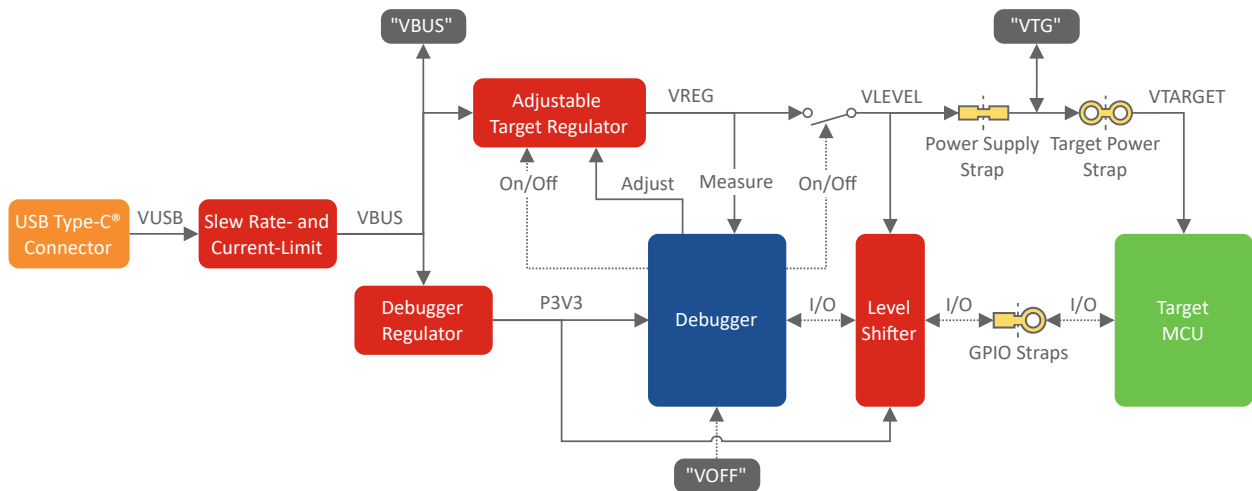 "VBUS"
"VTG"
Adjustable
Target Regulator
VREG
VLEVEL
VTARGET
Power Supply
Strap
Target Power
Strap
On/Off
Adjust
Measure
On/Off
USB Type-C®
Connector
VUSB
Slew Rate- and
Current-Limit
VBUS
Debugger
Regulator
P3V3
Debugger
I/O
Level
Shifter
I/O
GPIO Straps
I/O
Target
MCU
"VOFF"